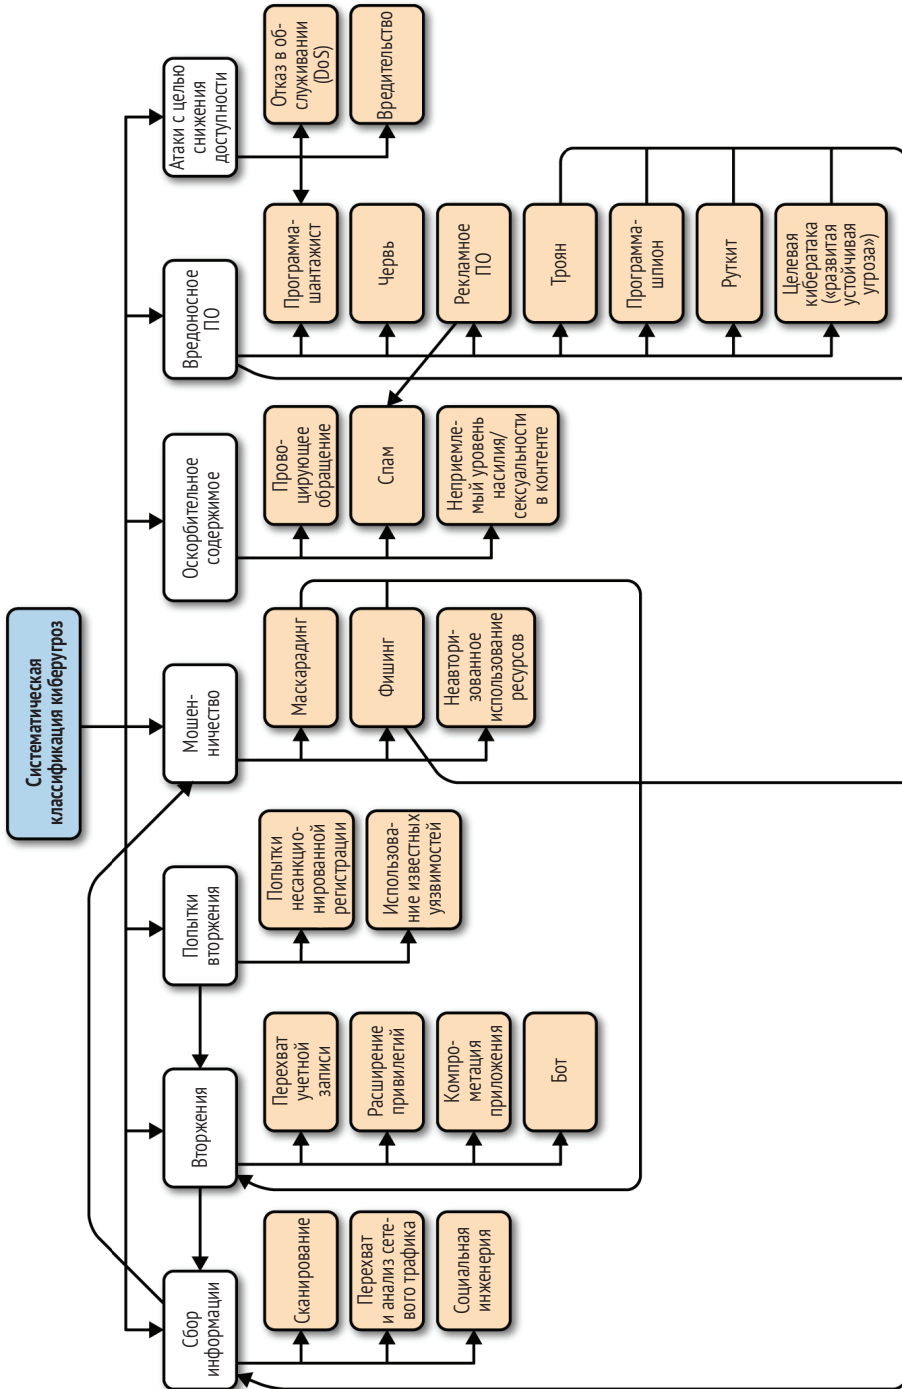 Систематическая
классификация киберугроз
Сбор
информации
Вторжения
Попытки
вторжения
Мошен-
ничество
Оскорбительное
содержимое
Вредоносное
ПО
Атаки с целью
снижения
доступности
Сканирование
Перехват
и анализ сете-
вого трафика
Социальная
инженерия
Перехват
учетной
записи
Расширение
привилегий
Компро-
метация
приложения
Бот
Попытки
несанкцио-
нированной
регистрации
Использова-
ние известных
уязвимостей
Маскарадинг
Фишинг
Неавтори-
зованное
использование
ресурсов
Прово-
цирующее
обращение
Спам
Неприемле-
мый уровень
насилия/
сексуальности
в контенте
Программа-
шантажист
Червь
Рекламное
ПО
Троян
Программа-
шпион
Руткит
Целевая
кибератака
(«развитая
устойчивая
угроза»)
Отказ в об-
служивании
(DoS)
Вредительство